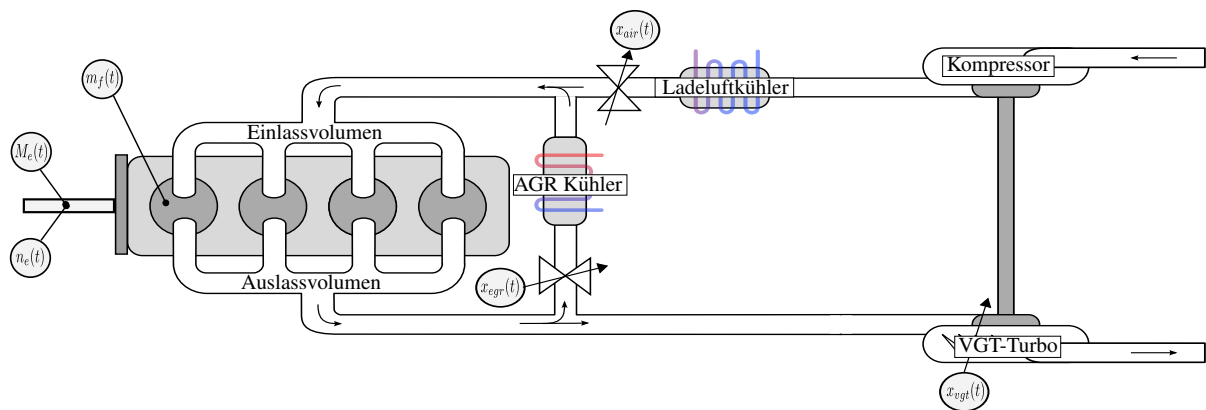 x_air(t)
Kompressor
m_f(t)
Ladeluftkühler
Einlassvolumen
M_e(t)
AGR Kühler
n_e(t)
Auslassvolumen
x_egr(t)
VGT-Turbo
x_vgt(t)